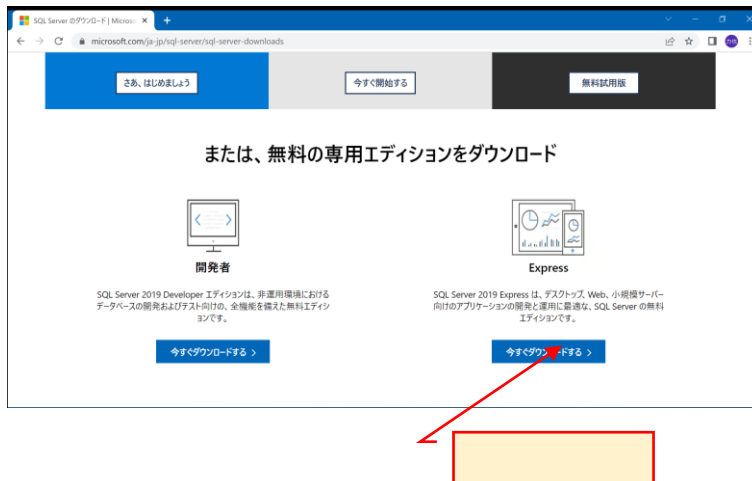 SQL Server のダウンロード | Micros
microsoft.com/ja-jp/sql-server/sql-server-downloads
さあ、はじめましょう
今すぐ開始する
無料試用版
または、無料の専用エディションをダウンロード
開発者
SQL Server 2019 Developer エディションは、非運用環境における
データベースの開発およびテスト向けの、全機能を備えた無料エディシ
ョンです。
今すぐダウンロードする
Express
SQL Server 2019 Express は、デスクトップ、Web、小規模サーバー
向けのアプリケーションの開発と運用に最適な、SQL Server の無料
エディションです。
今すぐダウンロードする